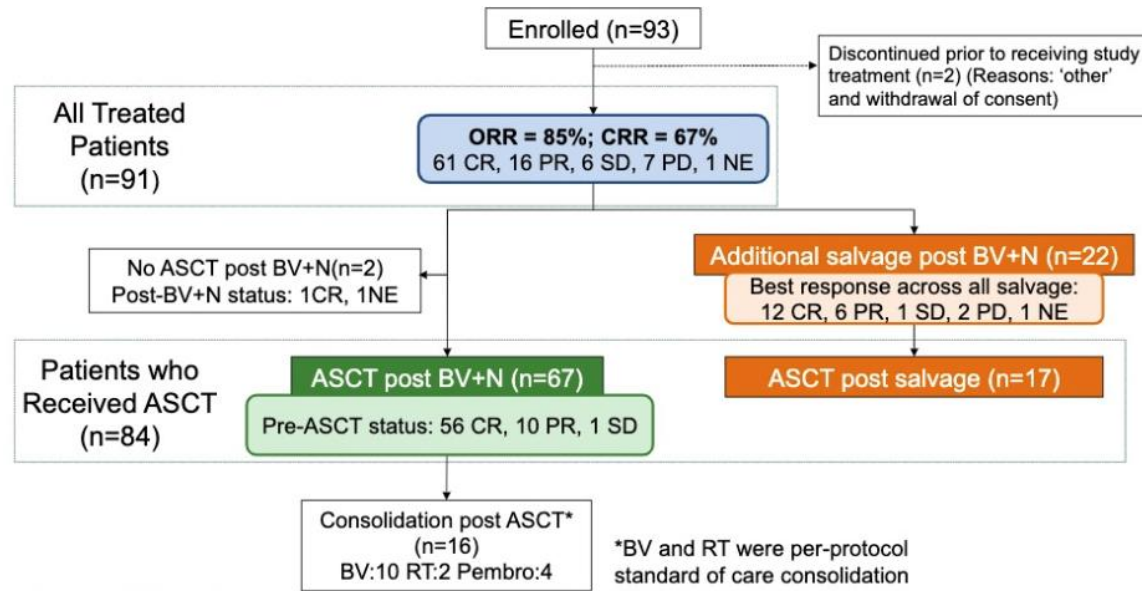 Enrolled (n=93)
Discontinued prior to receiving study
treatment (n=2) (Reasons: ‘other’
and withdrawal of consent)
All Treated
Patients
(n=91)
ORR = 85%; CRR = 67%
61 CR, 16 PR, 6 SD, 7 PD, 1 NE
No ASCT post BV+N(n=2)
Post-BV+N status: 1CR, 1NE
Additional salvage post BV+N (n=22)
Best response across all salvage:
12 CR, 6 PR, 1 SD, 2 PD, 1 NE
Patients who
Received ASCT
(n=84)
ASCT post BV+N (n=67)
Pre-ASCT status: 56 CR, 10 PR, 1 SD
ASCT post salvage (n=17)
Consolidation post ASCT*
(n=16)
BV:10 RT:2 Pembro:4
*BV and RT were per-protocol
standard of care consolidation